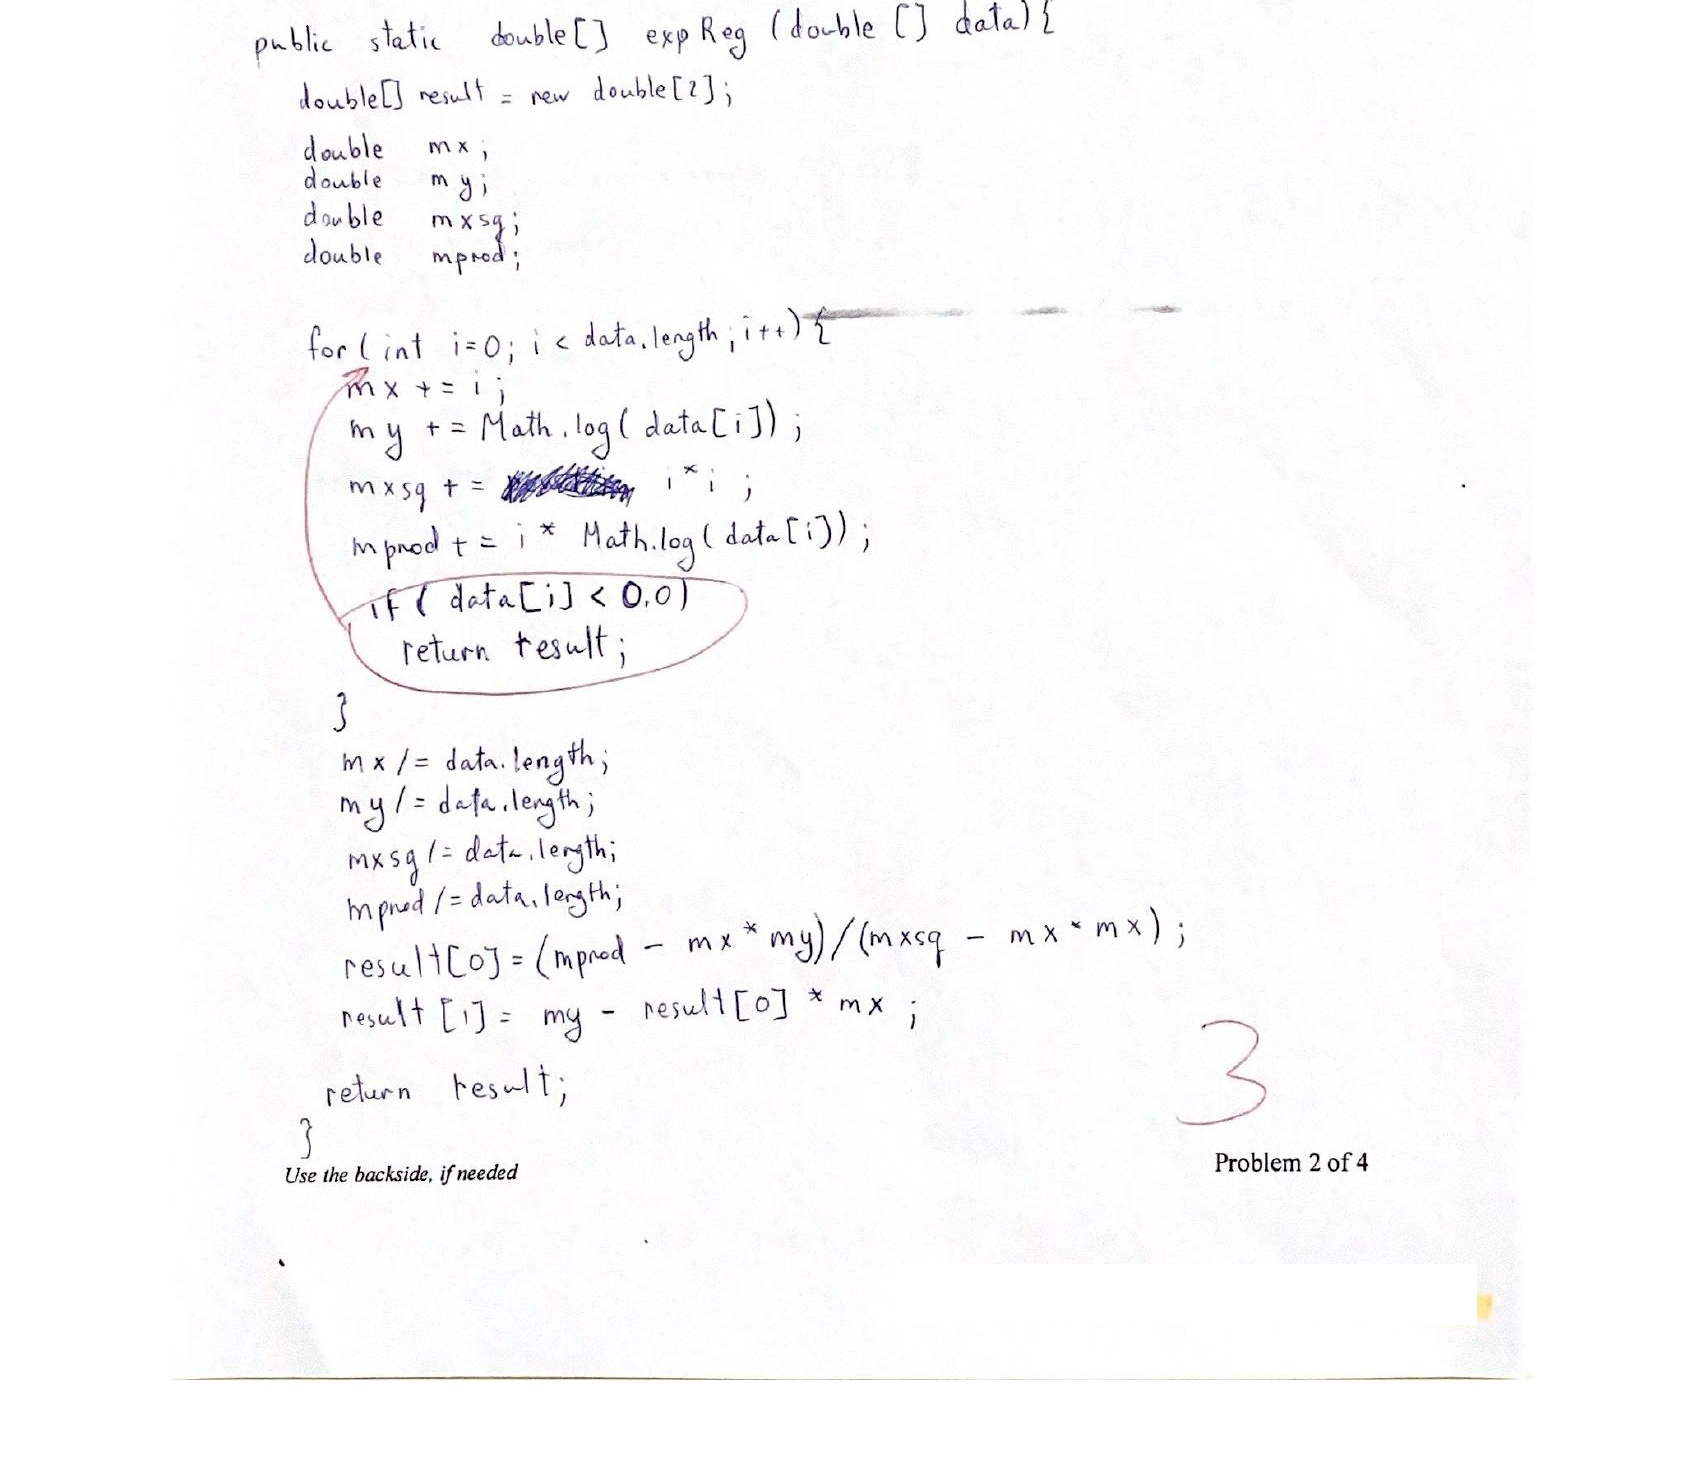 public static double[] expReg (double [] data) {
double[] result = new double[2];
double mx;
double my;
double mxsq;
double mprod;
for (int i=0; i < data.length; i++) {
mx += i;
my += Math.log( data[i]);
mxsq += i*i;
mprod += i * Math.log( data[i]);
if ( data[i] < 0.0)
return result;
}
mx /= data.length;
my /= data.length;
mxsq /= data.length;
mprod /= data.length;
result[0] = (mprod - mx * my)/(mxsq - mx * mx);
result [1] = my - result[0] * mx;
return result;
3
}
Use the backside, if needed
Problem 2 of 4